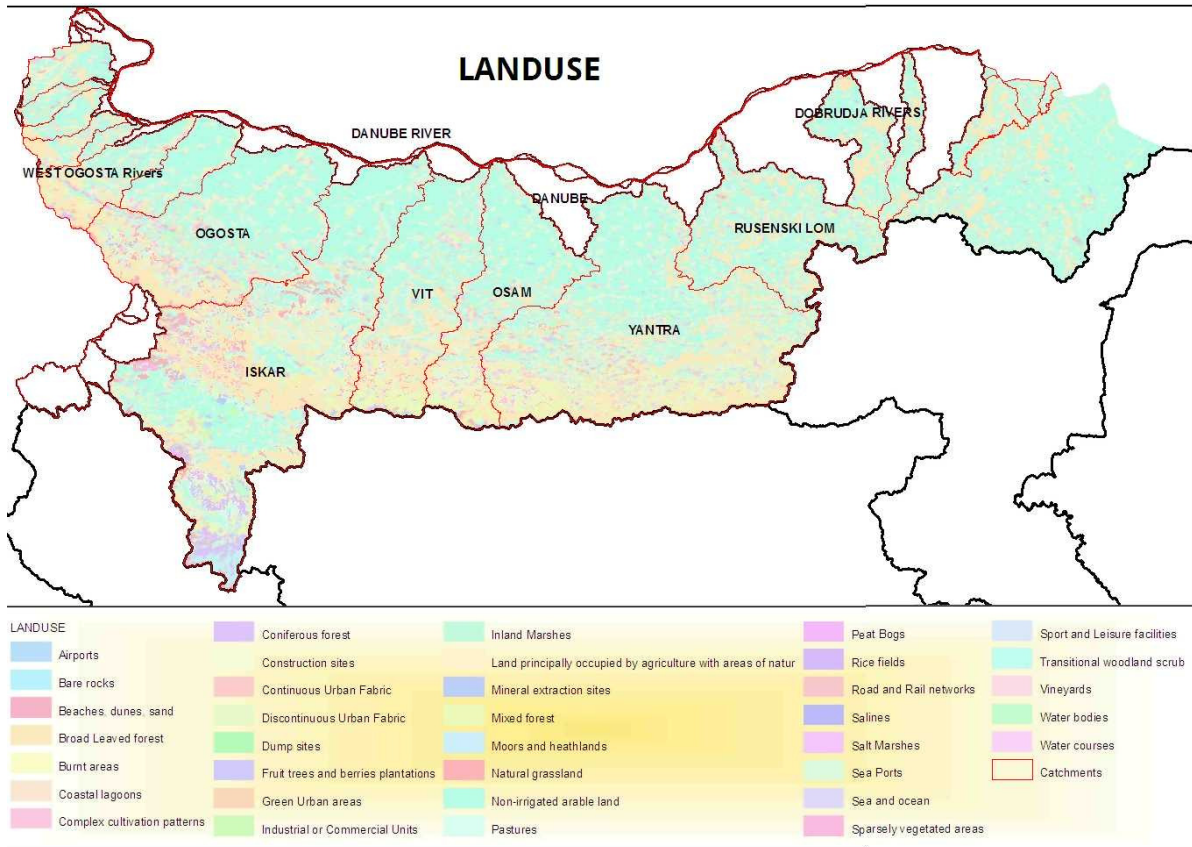 LANDUSE
DANUBE RIVER
DOBRUDJA RIVERS
WEST OGOSTA Rivers
DANUBE
OGOSTA
RUSENSKI LOM
VIT
OSAM
YANTRA
ISKAR
LANDUSE
Airports
Bare rocks
Beaches, dunes, sand
Broad Leaved forest
Burnt areas
Coastal lagoons
Complex cultivation patterns
Coniferous forest
Construction sites
Continuous Urban Fabric
Discontinuous Urban Fabric
Dump sites
Fruit trees and berries plantations
Green Urban areas
Industrial or Commercial Units
Inland Marshes
Land principally occupied by agriculture with areas of natur
Mineral extraction sites
Mixed forest
Moors and heathlands
Natural grassland
Non-irrigated arable land
Pastures
Peat Bogs
Rice fields
Road and Rail networks
Salines
Salt Marshes
Sea Ports
Sea and ocean
Sparsely vegetated areas
Sport and Leisure facilities
Transitional woodland scrub
Vineyards
Water bodies
Water courses
Catchments